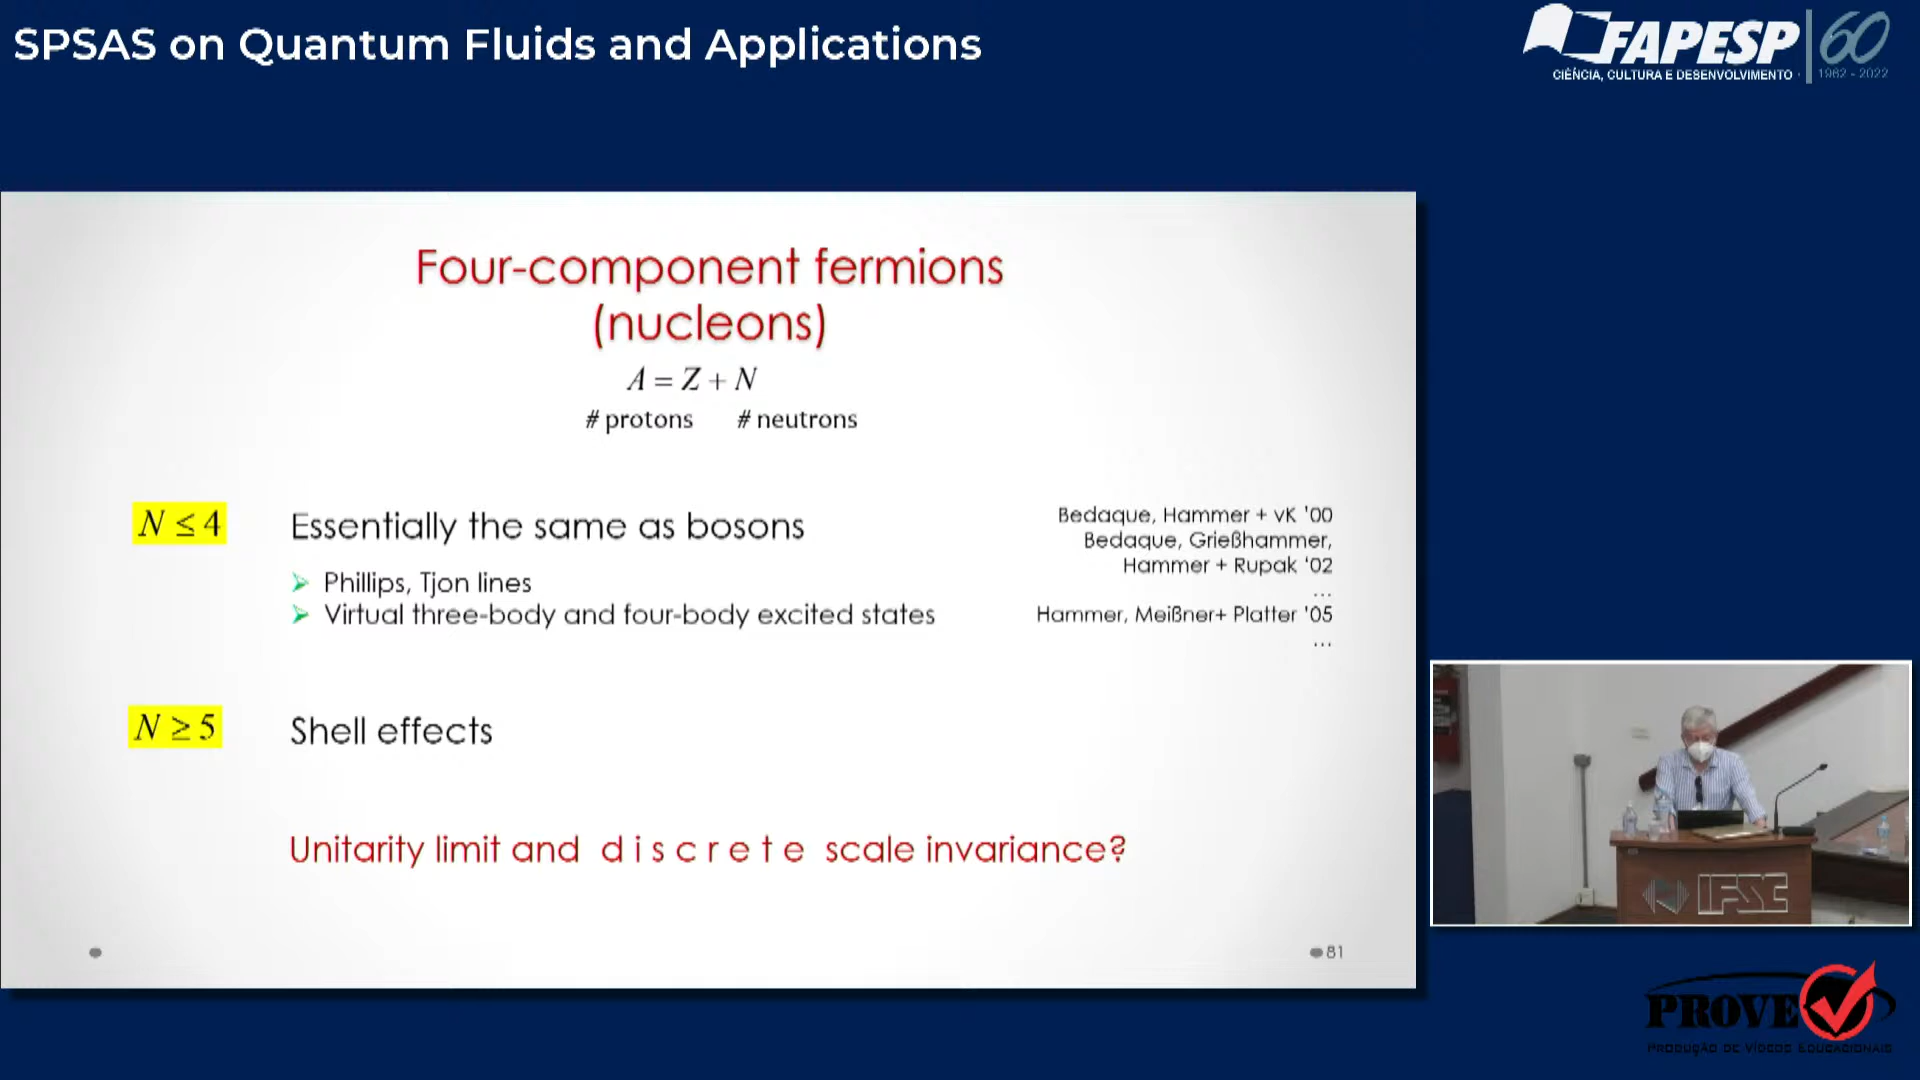 SPSAS on Quantum Fluids and Applications
FAPESP 60
CIÊNCIA, CULTURA E DESENVOLVIMENTO 1962 - 2022
Four-component fermions
(nucleons)
A = Z + N
# protons # neutrons
N ≤ 4 Essentially the same as bosons
Bedaque, Hammer + vK '00
Bedaque, Grießhammer,
Hammer + Rupak '02
...
➢ Phillips, Tjon lines
➢ Virtual three-body and four-body excited states
Hammer, Meißner+ Platter '05
...
N ≥ 5 Shell effects
Unitarity limit and d i s c r e t e scale invariance?
81
IFSC
PROVE
PRODUÇÃO DE VÍDEOS EDUCACIONAIS